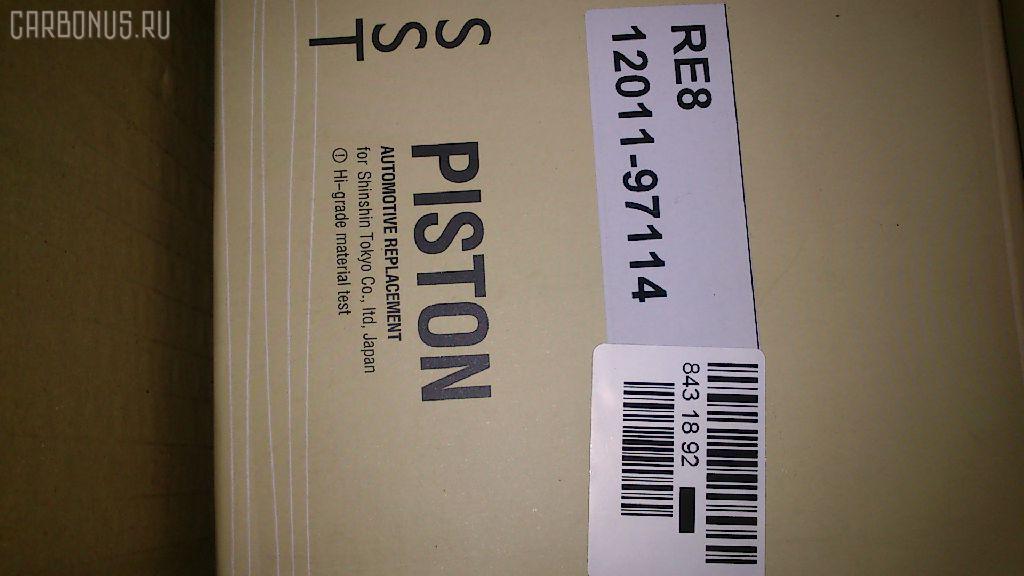 CARBONUS.RU
RE8
12011-97114
SST
PISTON
AUTOMOTIVE REPLACEMENT
for Shinshin Tokyo Co., ltd, Japan
① Hi-grade material test
843 18 92